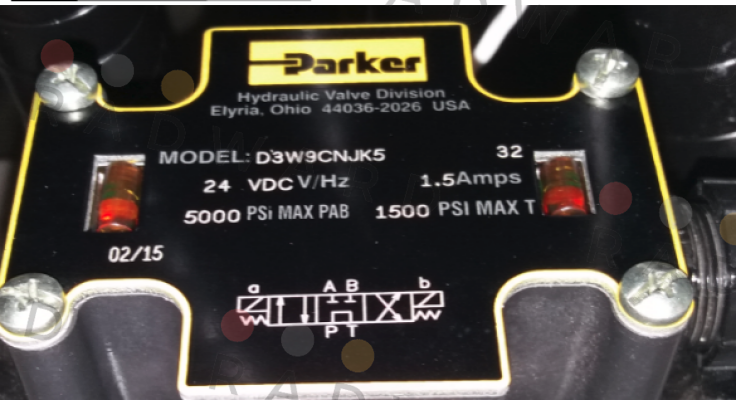 Parker
Hydraulic Valve Division
Elyria, Ohio 44036-2026 USA
MODEL: D3W9CNJK5 32
24 VDC V/Hz 1.5Amps
5000 PSi MAX PAB 1500 PSI MAX T
02/15
a A B b
P T